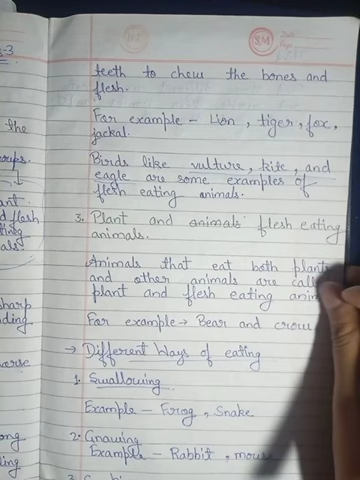 teeth to chew the bones and
flesh.
For example - Lion, tiger, fox,
jackal.
Birds like vulture, kite, and
eagle are some examples of
flesh eating animals.
3. Plant and animals flesh eating
animals.
Animals that eat both plants
and other animals are
plant and flesh eating
For example → Bear and crow
→ Different Ways of eating
1. Swallowing
Example - Frog, Snake
2. Gnawing
Example - Rabbit, mouse
3.
the